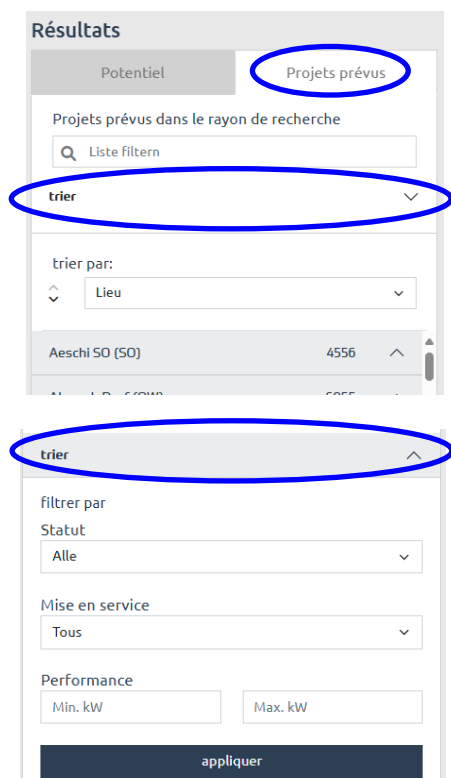 Résultats
Potentiel Projets prévus
Projets prévus dans le rayon de recherche
Liste filtern
trier
trier par:
Lieu
Aeschi SO (SO) 4556
trier
filtrer par
Statut
Alle
Mise en service
Tous
Performance
Min. kW Max. kW
appliquer